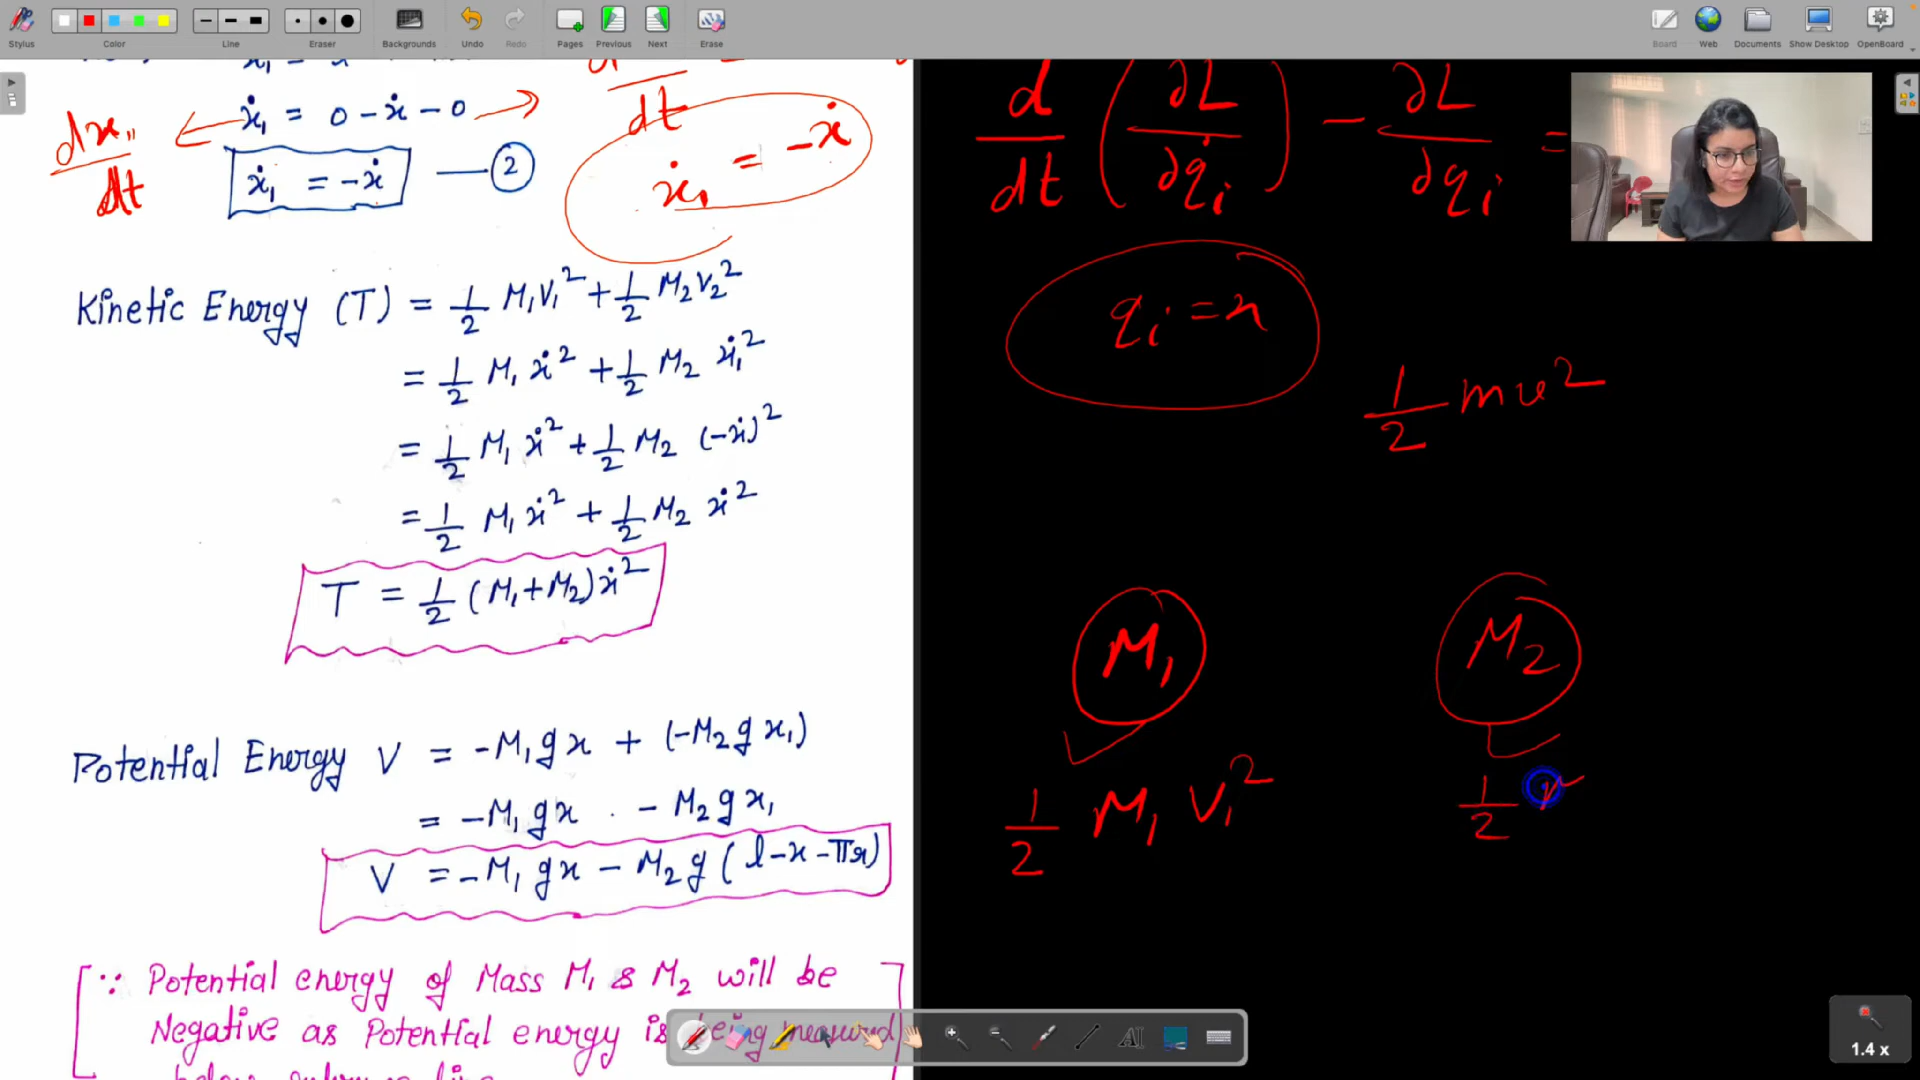 Stylus Color Line Eraser Backgrounds Undo Redo Pages Previous Next Erase Board Web Documents Show Desktop OpenBoard
ẋ₁ = 0 - ẋ - 0
dx₁/dt
dt
ẋ₁ = -ẋ — ②
ẋ₁ = -ẋ
Kinetic Energy (T) = 1/2 M₁V₁² + 1/2 M₂V₂²
= 1/2 M₁ ẋ² + 1/2 M₂ ẋ₁²
= 1/2 M₁ ẋ² + 1/2 M₂ (-ẋ)²
= 1/2 M₁ ẋ² + 1/2 M₂ ẋ²
T = 1/2 (M₁+M₂) ẋ²
Potential Energy V = -M₁gx + (-M₂gx₁)
= -M₁gx - M₂gx₁
V = -M₁gx - M₂g (l-x-πr)
[∵ Potential energy of Mass M₁ & M₂ will be
Negative as Potential energy is being measured]
d/dt (∂L/∂q̇i) - ∂L/∂qi =
qi = x
1/2 mv²
M₁
M₂
1/2 M₁ V₁²
1/2
1.4 x